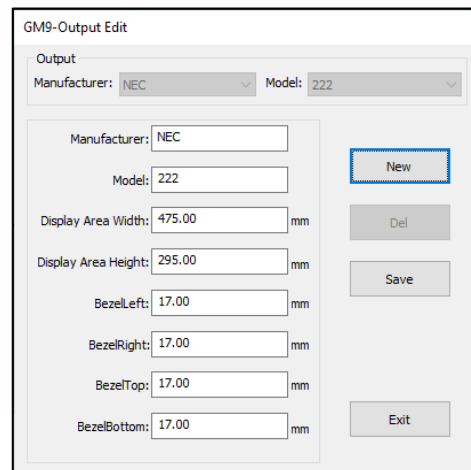 GM9-Output Edit
Output
Manufacturer: NEC Model: 222
Manufacturer: NEC
New
Model: 222
Del
Display Area Width: 475.00 mm
Display Area Height: 295.00 mm
Save
BezelLeft: 17.00 mm
BezelRight: 17.00 mm
BezelTop: 17.00 mm
BezelBottom: 17.00 mm
Exit